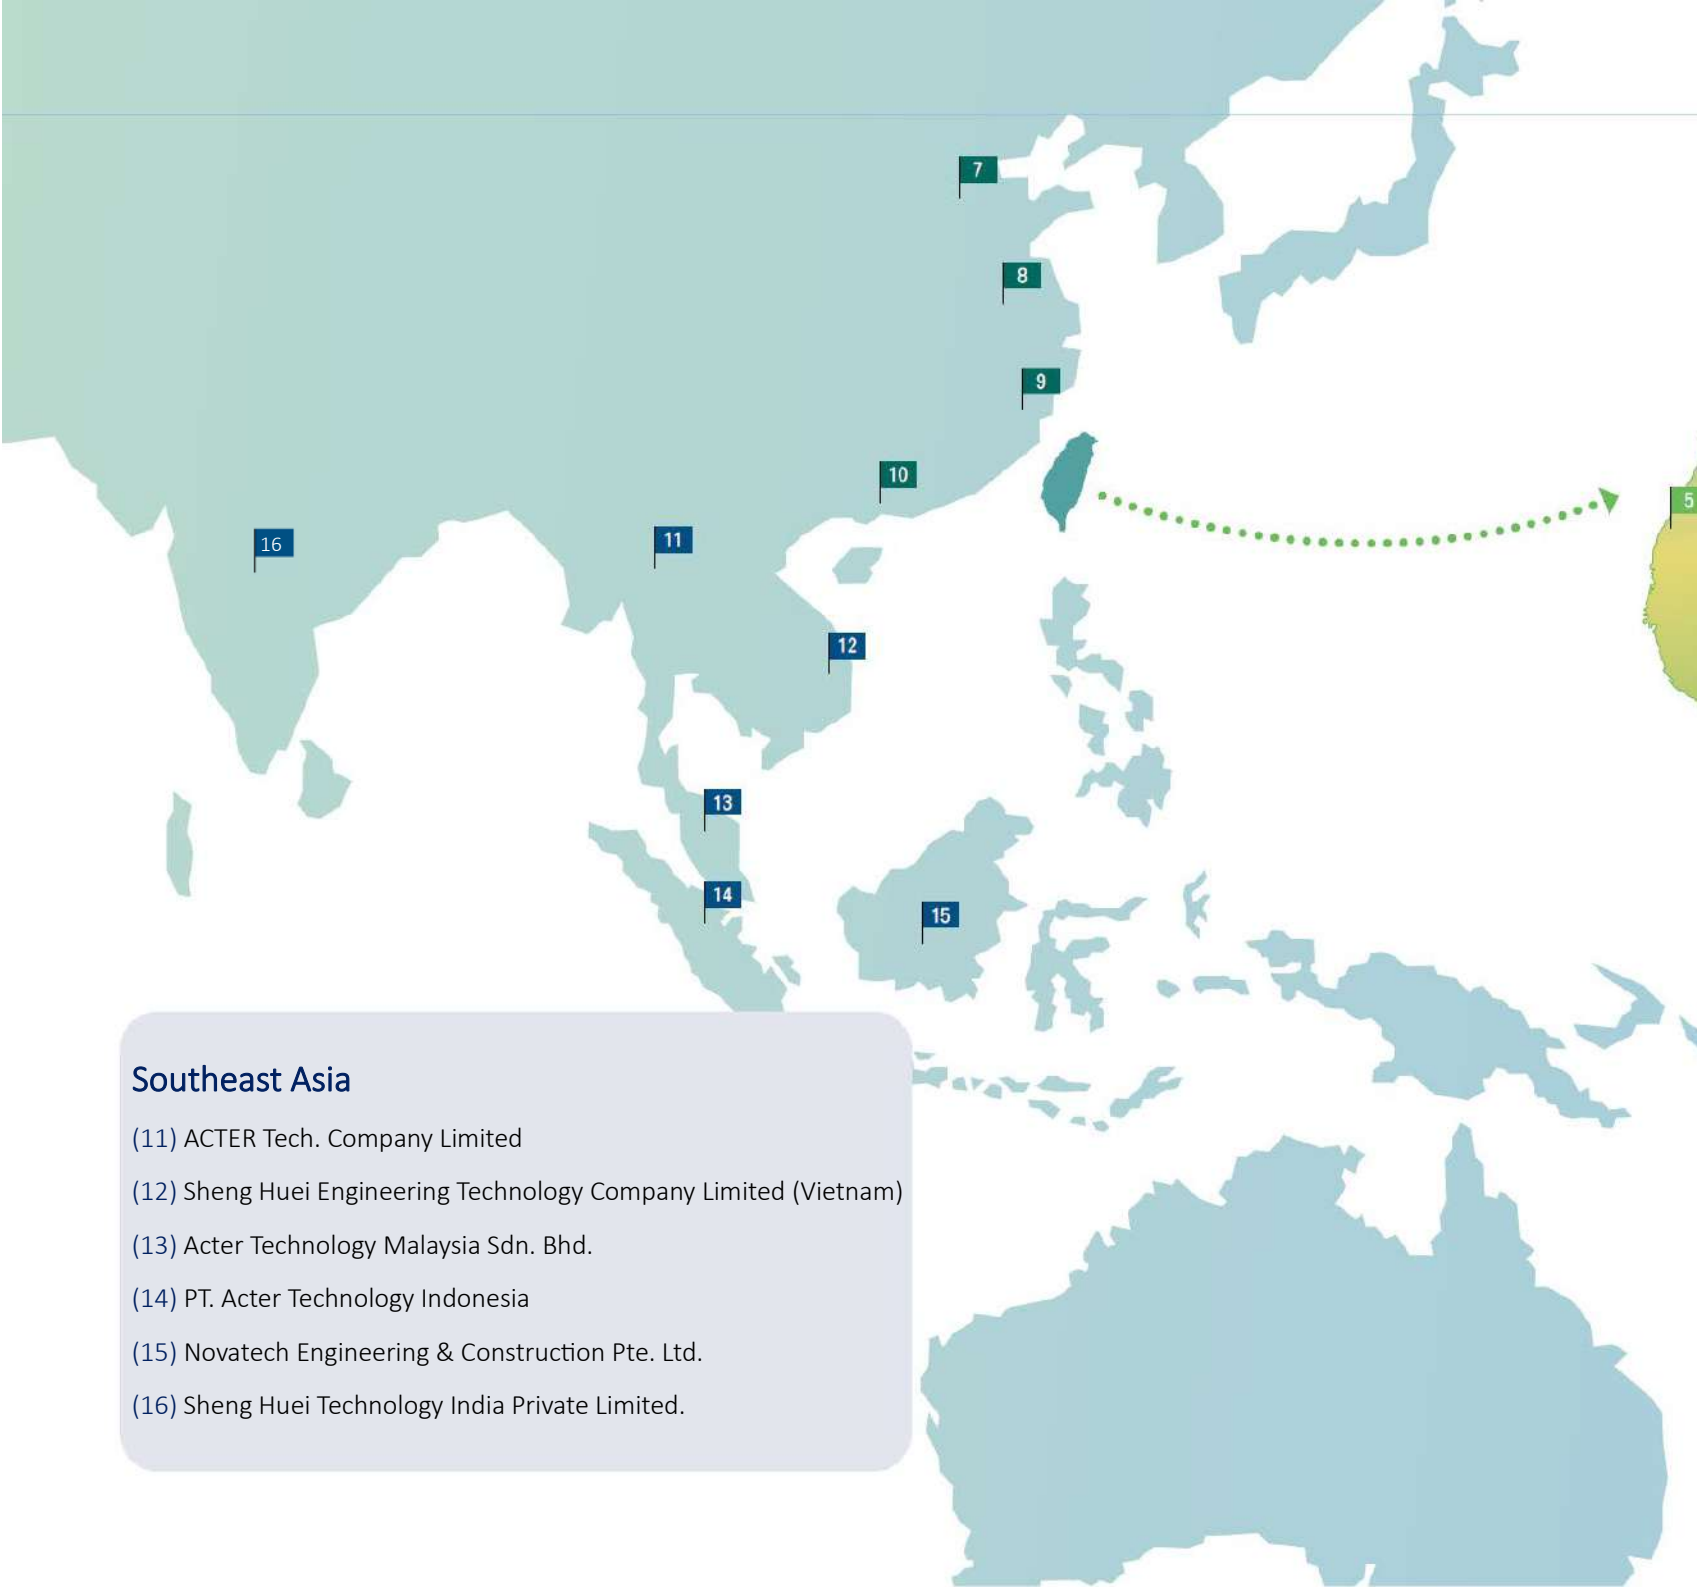 7
8
9
10
5
16
11
12
13
14
15
Southeast Asia
(11) ACTER Tech. Company Limited
(12) Sheng Huei Engineering Technology Company Limited (Vietnam)
(13) Acter Technology Malaysia Sdn. Bhd.
(14) PT. Acter Technology Indonesia
(15) Novatech Engineering & Construction Pte. Ltd.
(16) Sheng Huei Technology India Private Limited.